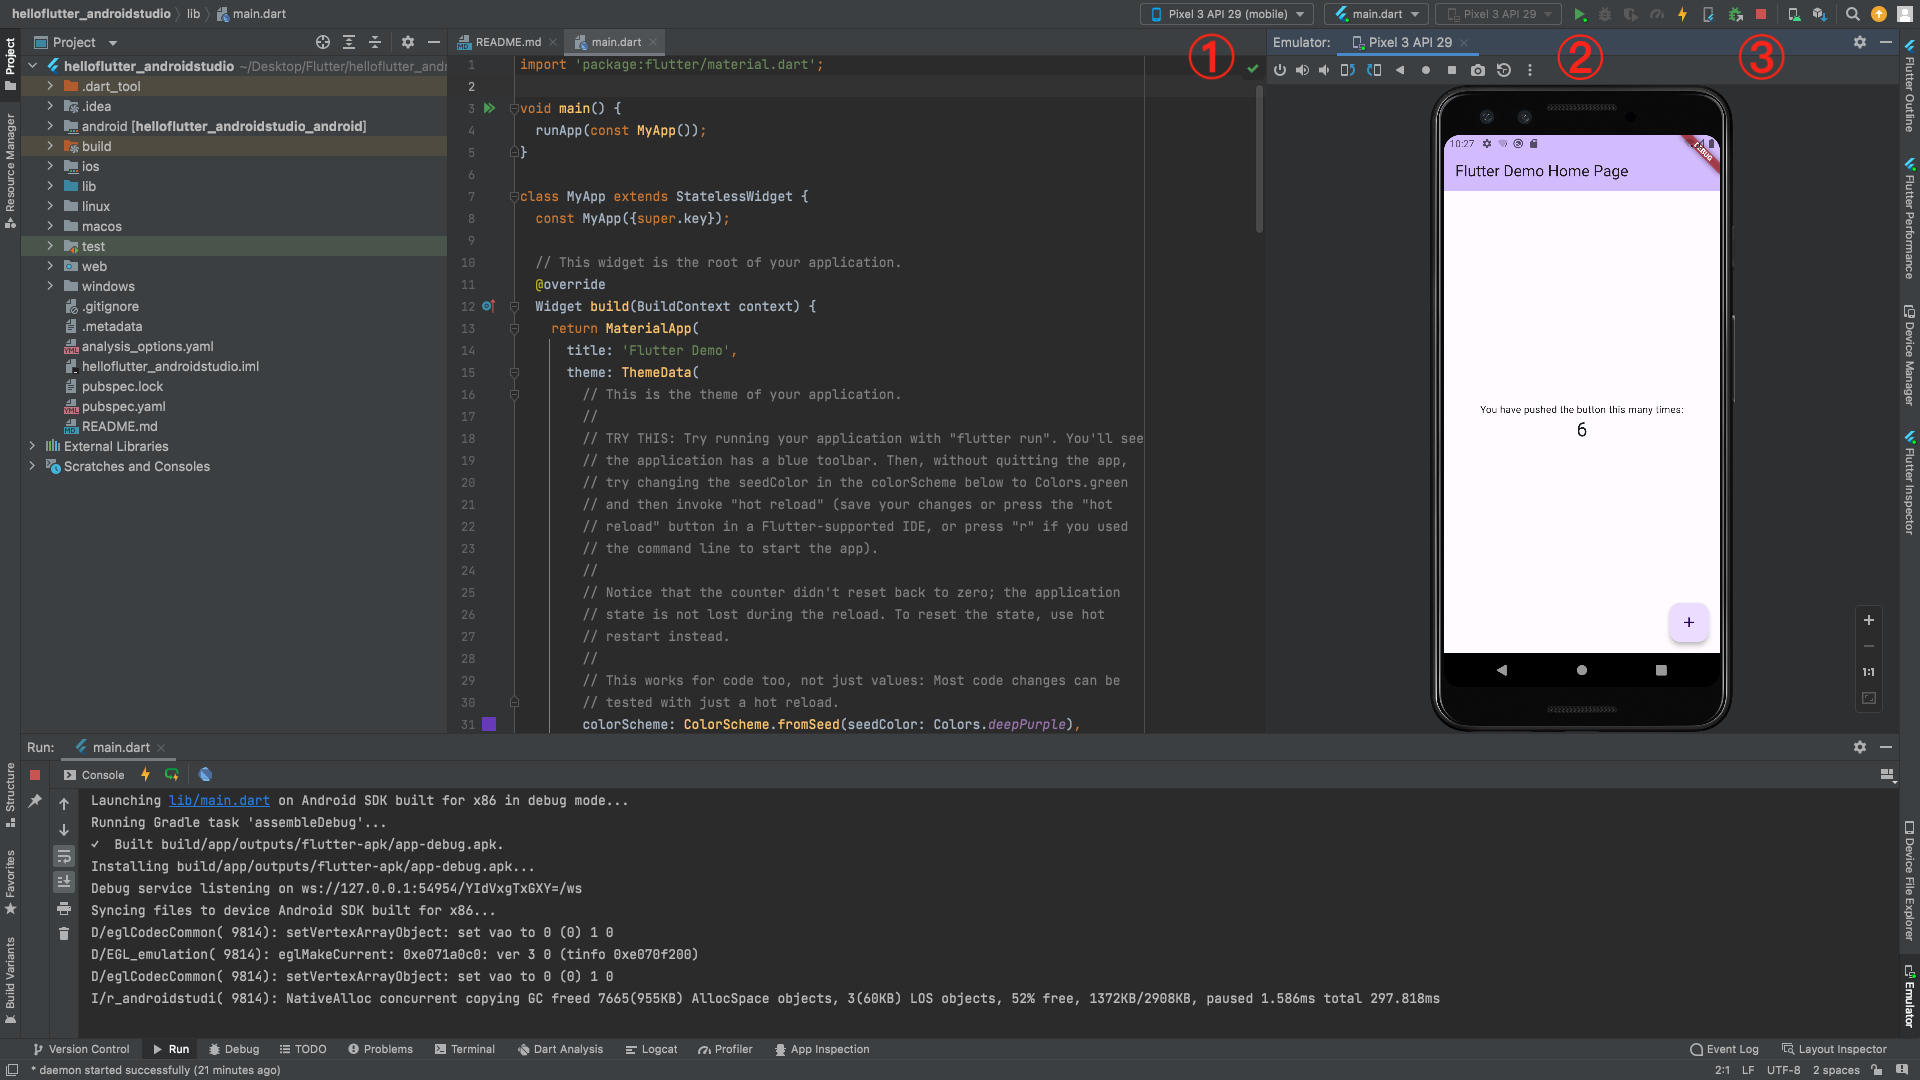 helloflutter_androidstudio
lib
main.dart
Pixel 3 API 29 (mobile)
main.dart
Pixel 3 API 29
Project
README.md
main.dart
①
Emulator:
Pixel 3 API 29
②
③
Project
Resource Manager
Structure
Favorites
Build Variants
helloflutter_androidstudio ~/Desktop/Flutter/helloflutter_andr
.dart_tool
.idea
android [helloflutter_androidstudio_android]
build
ios
lib
linux
macos
test
web
windows
.gitignore
.metadata
analysis_options.yaml
helloflutter_androidstudio.iml
pubspec.lock
pubspec.yaml
README.md
External Libraries
Scratches and Consoles
1 import 'package:flutter/material.dart';
2
3 void main() {
4 runApp(const MyApp());
5 }
6
7 class MyApp extends StatelessWidget {
8 const MyApp({super.key});
9
10 // This widget is the root of your application.
11 @override
12 Widget build(BuildContext context) {
13 return MaterialApp(
14 title: 'Flutter Demo',
15 theme: ThemeData(
16 // This is the theme of your application.
17 //
18 // TRY THIS: Try running your application with "flutter run". You'll see
19 // the application has a blue toolbar. Then, without quitting the app,
20 // try changing the seedColor in the colorScheme below to Colors.green
21 // and then invoke "hot reload" (save your changes or press the "hot
22 // reload" button in a Flutter-supported IDE, or press "r" if you used
23 // the command line to start the app).
24 //
25 // Notice that the counter didn't reset back to zero; the application
26 // state is not lost during the reload. To reset the state, use hot
27 // restart instead.
28 //
29 // This works for code too, not just values: Most code changes can be
30 // tested with just a hot reload.
31 colorScheme: ColorScheme.fromSeed(seedColor: Colors.deepPurple),
10:27
DEBUG
Flutter Demo Home Page
You have pushed the button this many times:
6
+
+
−
1:1
Flutter Outline
Flutter Performance
Device Manager
Flutter Inspector
Device File Explorer
Emulator
Run:
main.dart
Console
Launching lib/main.dart on Android SDK built for x86 in debug mode...
Running Gradle task 'assembleDebug'...
✓ Built build/app/outputs/flutter-apk/app-debug.apk.
Installing build/app/outputs/flutter-apk/app-debug.apk...
Debug service listening on ws://127.0.0.1:54954/YIdVxgTxGXY=/ws
Syncing files to device Android SDK built for x86...
D/eglCodecCommon( 9814): setVertexArrayObject: set vao to 0 (0) 1 0
D/EGL_emulation( 9814): eglMakeCurrent: 0xe071a0c0: ver 3 0 (tinfo 0xe070f200)
D/eglCodecCommon( 9814): setVertexArrayObject: set vao to 0 (0) 1 0
I/r_androidstudi( 9814): NativeAlloc concurrent copying GC freed 7665(955KB) AllocSpace objects, 3(60KB) LOS objects, 52% free, 1372KB/2908KB, paused 1.586ms total 297.818ms
Version Control
Run
Debug
TODO
Problems
Terminal
Dart Analysis
Logcat
Profiler
App Inspection
Event Log
Layout Inspector
* daemon started successfully (21 minutes ago)
2:1
LF
UTF-8
2 spaces